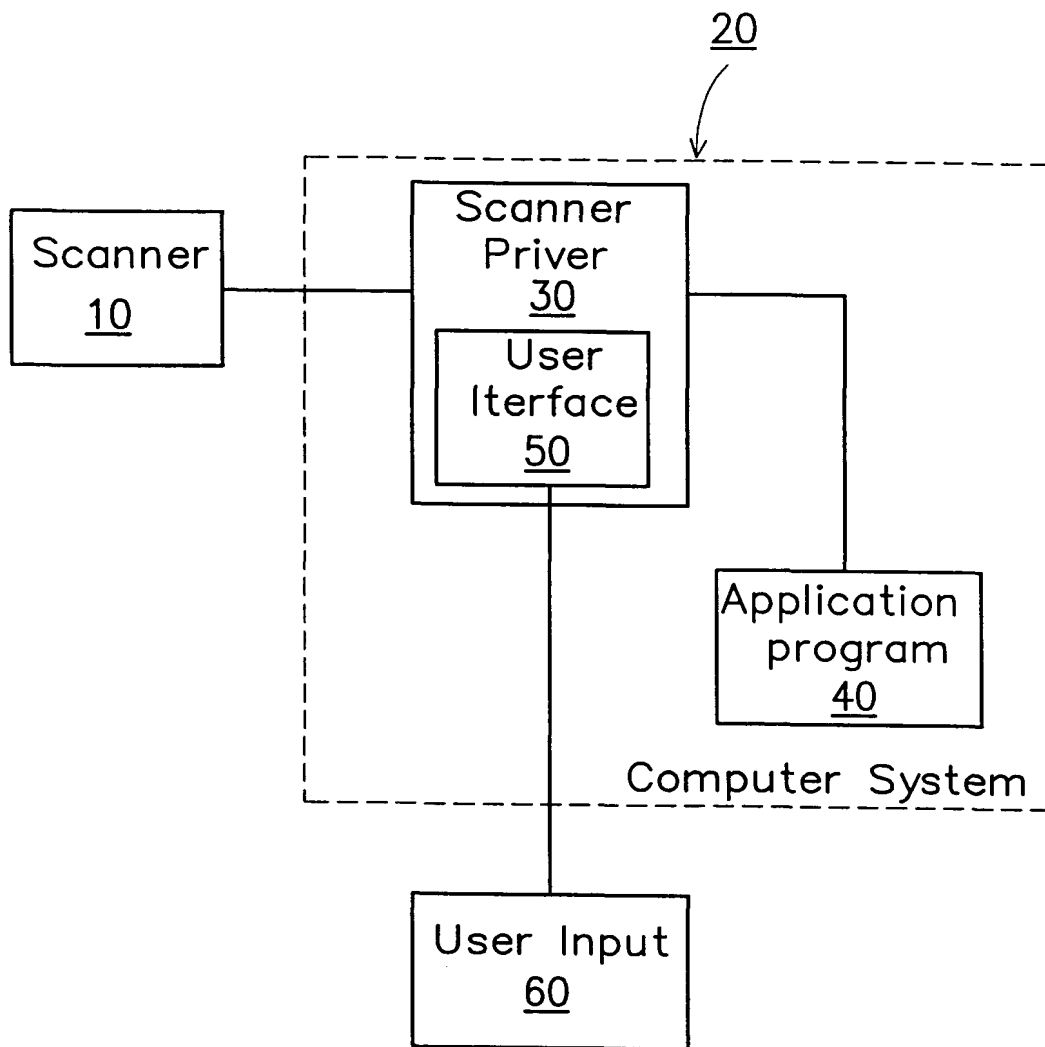 20
Scanner
10
Scanner
Priver
30
User
Iterface
50
Application
program
40
Computer System
User Input
60